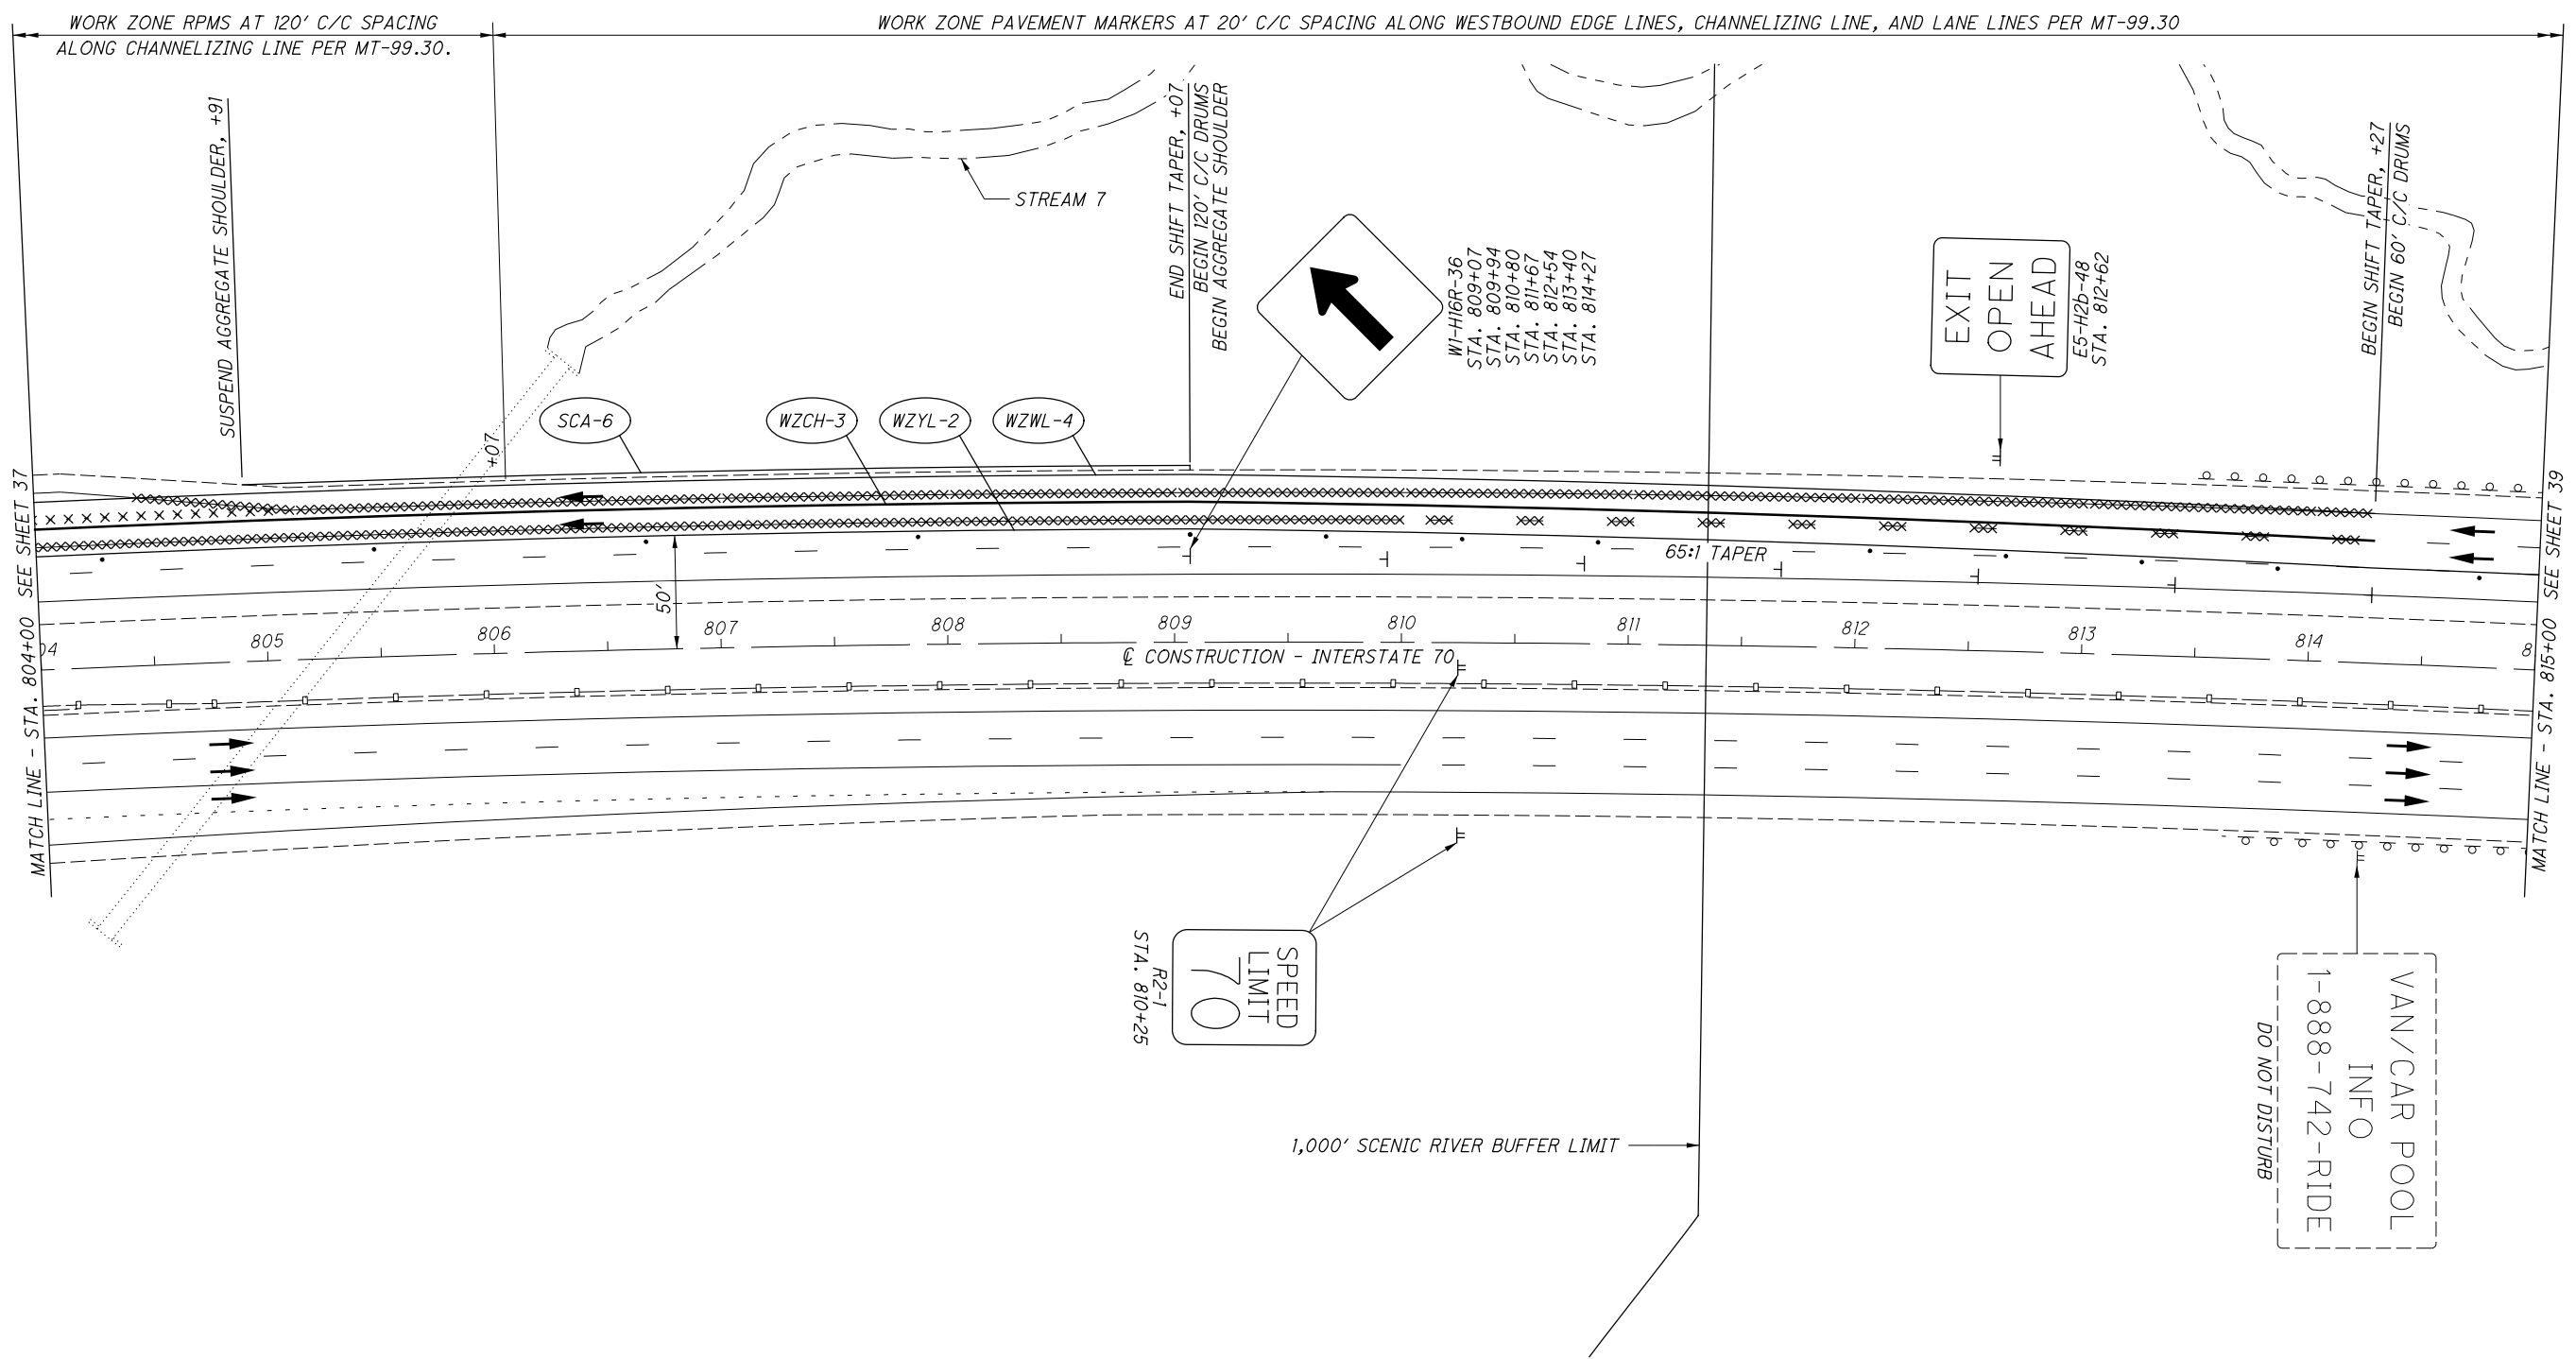 WORK ZONE RPMS AT 120' C/C SPACING
ALONG CHANNELIZING LINE PER MT-99.30.
WORK ZONE PAVEMENT MARKERS AT 20' C/C SPACING ALONG WESTBOUND EDGE LINES, CHANNELIZING LINE, AND LANE LINES PER MT-99.30
SUSPEND AGGREGATE SHOULDER, +91
+07
STREAM 7
END SHIFT TAPER, +07
BEGIN 120' C/C DRUMS
BEGIN AGGREGATE SHOULDER
W1-H16R-36
STA. 809+07
STA. 809+94
STA. 810+80
STA. 811+67
STA. 812+54
STA. 813+40
STA. 814+27
EXIT
OPEN
AHEAD
E5-H2b-48
STA. 812+62
BEGIN SHIFT TAPER, +27
BEGIN 60' C/C DRUMS
SCA-6
WZCH-3
WZYL-2
WZWL-4
MATCH LINE - STA. 804+00 SEE SHEET 37
65:1 TAPER
50'
04
805
806
807
808
809
810
811
812
813
814
8
℄ CONSTRUCTION - INTERSTATE 70
MATCH LINE - STA. 815+00 SEE SHEET 39
SPEED
LIMIT
70
R2-1
STA. 810+25
1,000' SCENIC RIVER BUFFER LIMIT
VAN/CAR POOL
INFO
1-888-742-RIDE
DO NOT DISTURB